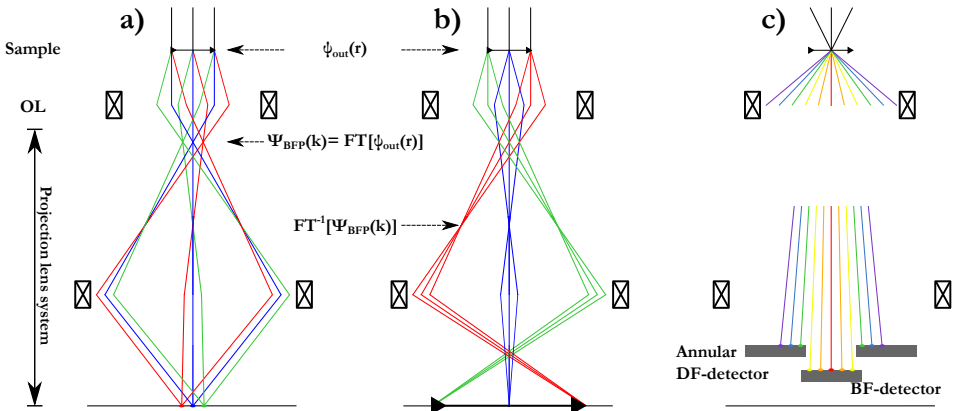 a)
b)
c)
Sample
ψout(r)
OL
ΨBFP(k)= FT[ψout(r)]
Projection lens system
FT⁻¹[ΨBFP(k)]
Annular
DF-detector
BF-detector